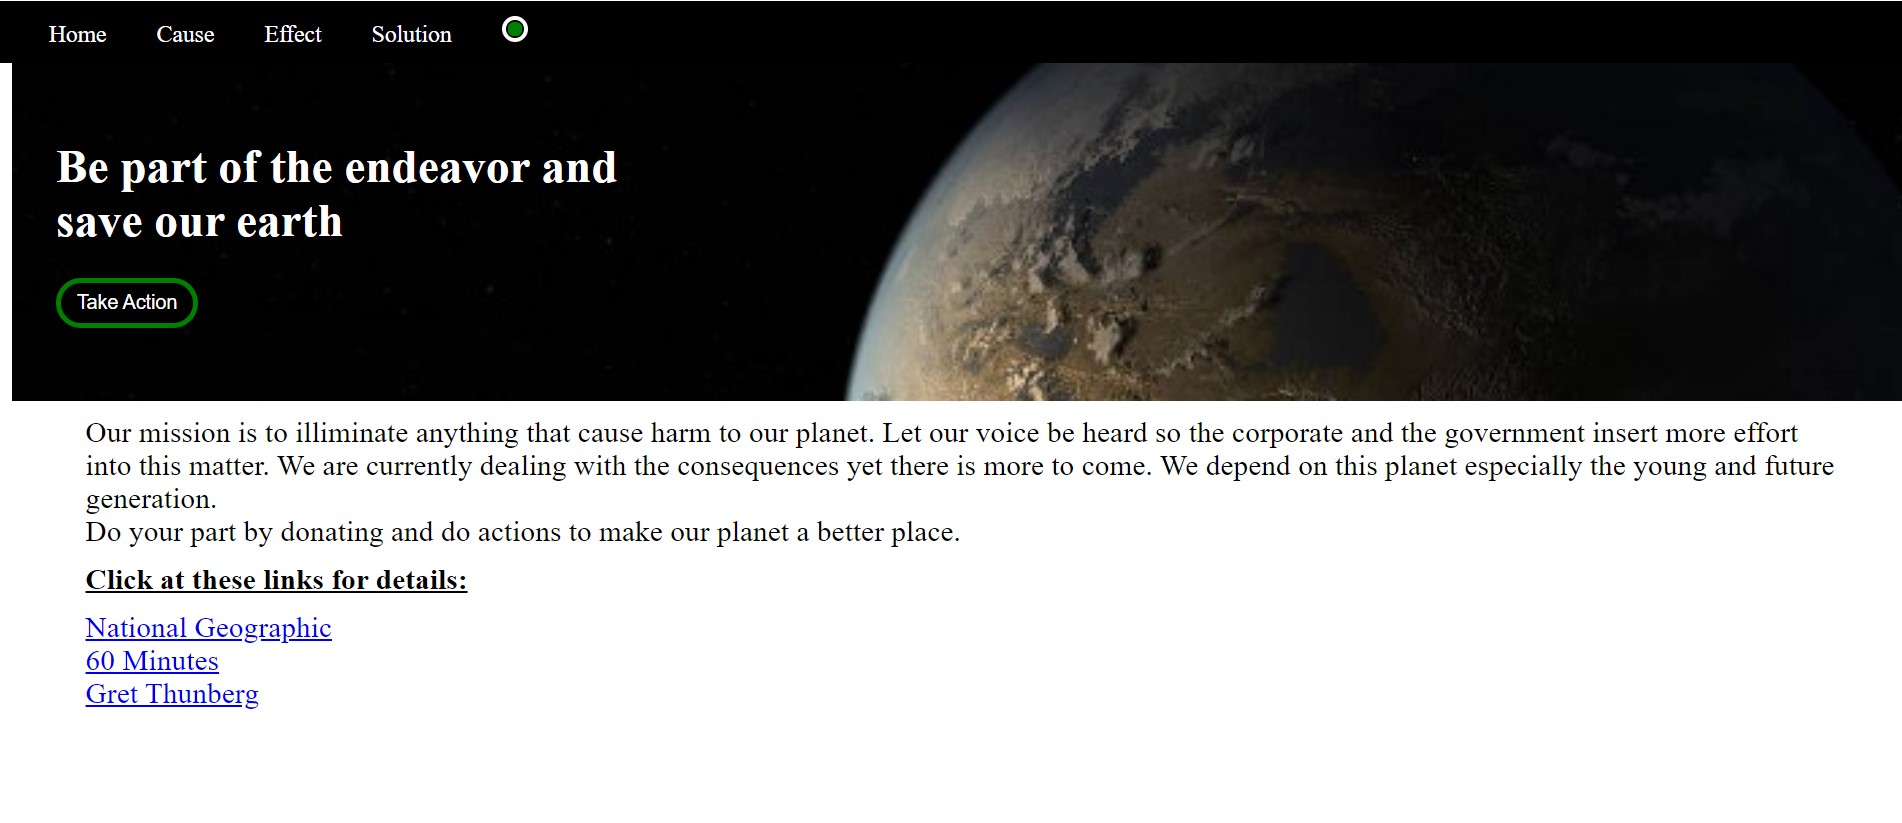 Home Cause Effect Solution
Be part of the endeavor and
save our earth
Take Action
Our mission is to illiminate anything that cause harm to our planet. Let our voice be heard so the corporate and the government insert more effort
into this matter. We are currently dealing with the consequences yet there is more to come. We depend on this planet especially the young and future
generation.
Do your part by donating and do actions to make our planet a better place.
Click at these links for details:
National Geographic
60 Minutes
Gret Thunberg